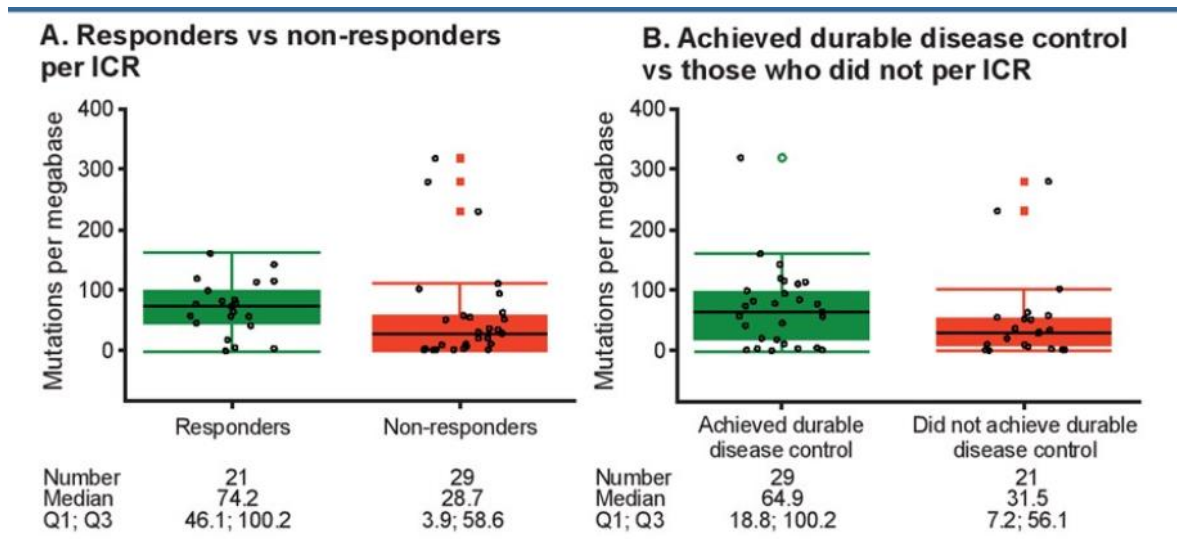 A. Responders vs non-responders
per ICR
Mutations per megabase
400
300
200
100
0
Responders
Non-responders
Number 21 29
Median 74.2 28.7
Q1; Q3 46.1; 100.2 3.9; 58.6
B. Achieved durable disease control
vs those who did not per ICR
Mutations per megabase
400
300
200
100
0
Achieved durable
disease control
Did not achieve durable
disease control
Number 29 21
Median 64.9 31.5
Q1; Q3 18.8; 100.2 7.2; 56.1